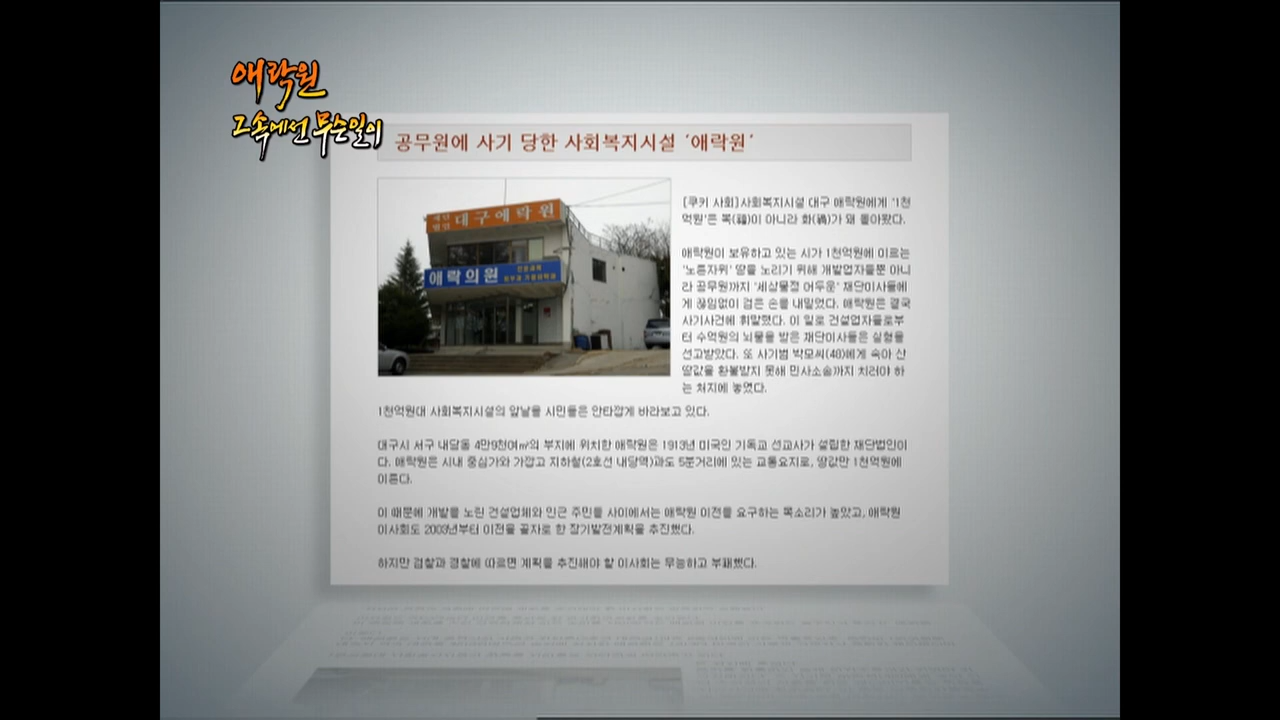 애락원
그 속에선 무슨일이
공무원에 사기 당한 사회복지시설 ´애락원´
재단
법인 대구애락원
애락의원
[쿠키 사회]사회복지시설 대구 애락원에게 '1천
억원'은 복(福)이 아니라 화(禍)가 돼 돌아왔다.
애락원이 보유하고 있는 시가 1천억원에 이르는
'노른자위' 땅을 노리기 위해 개발업자들뿐 아니
라 공무원까지 '세상물정 어두운' 재단이사들에
게 끊임없이 검은 손을 내밀었다. 애락원은 결국
사기사건에 휘말렸다. 이 일로 건설업자들로부
터 수억원의 뇌물을 받은 재단이사들은 실형을
선고받았다. 또 사기범 박모씨(48)에게 속아 산
땅값을 환불받지 못해 민사소송까지 치러야 하
는 처지에 놓였다.
1천억원대 사회복지시설의 앞날을 시민들은 안타깝게 바라보고 있다.
대구시 서구 내당동 4만9천여㎡의 부지에 위치한 애락원은 1913년 미국인 기독교 선교사가 설립한 재단법인이
다. 애락원은 시내 중심가와 가깝고 지하철(2호선 내당역)과도 5분거리에 있는 교통요지로, 땅값만 1천억원에
이른다.
이 때문에 개발을 노린 건설업체와 인근 주민들 사이에서는 애락원 이전을 요구하는 목소리가 높았고, 애락원
이사회도 2003년부터 이전을 골자로 한 장기발전계획을 추진했다.
하지만 검찰과 경찰에 따르면 계획을 추진해야 할 이사회는 무능하고 부패했다.